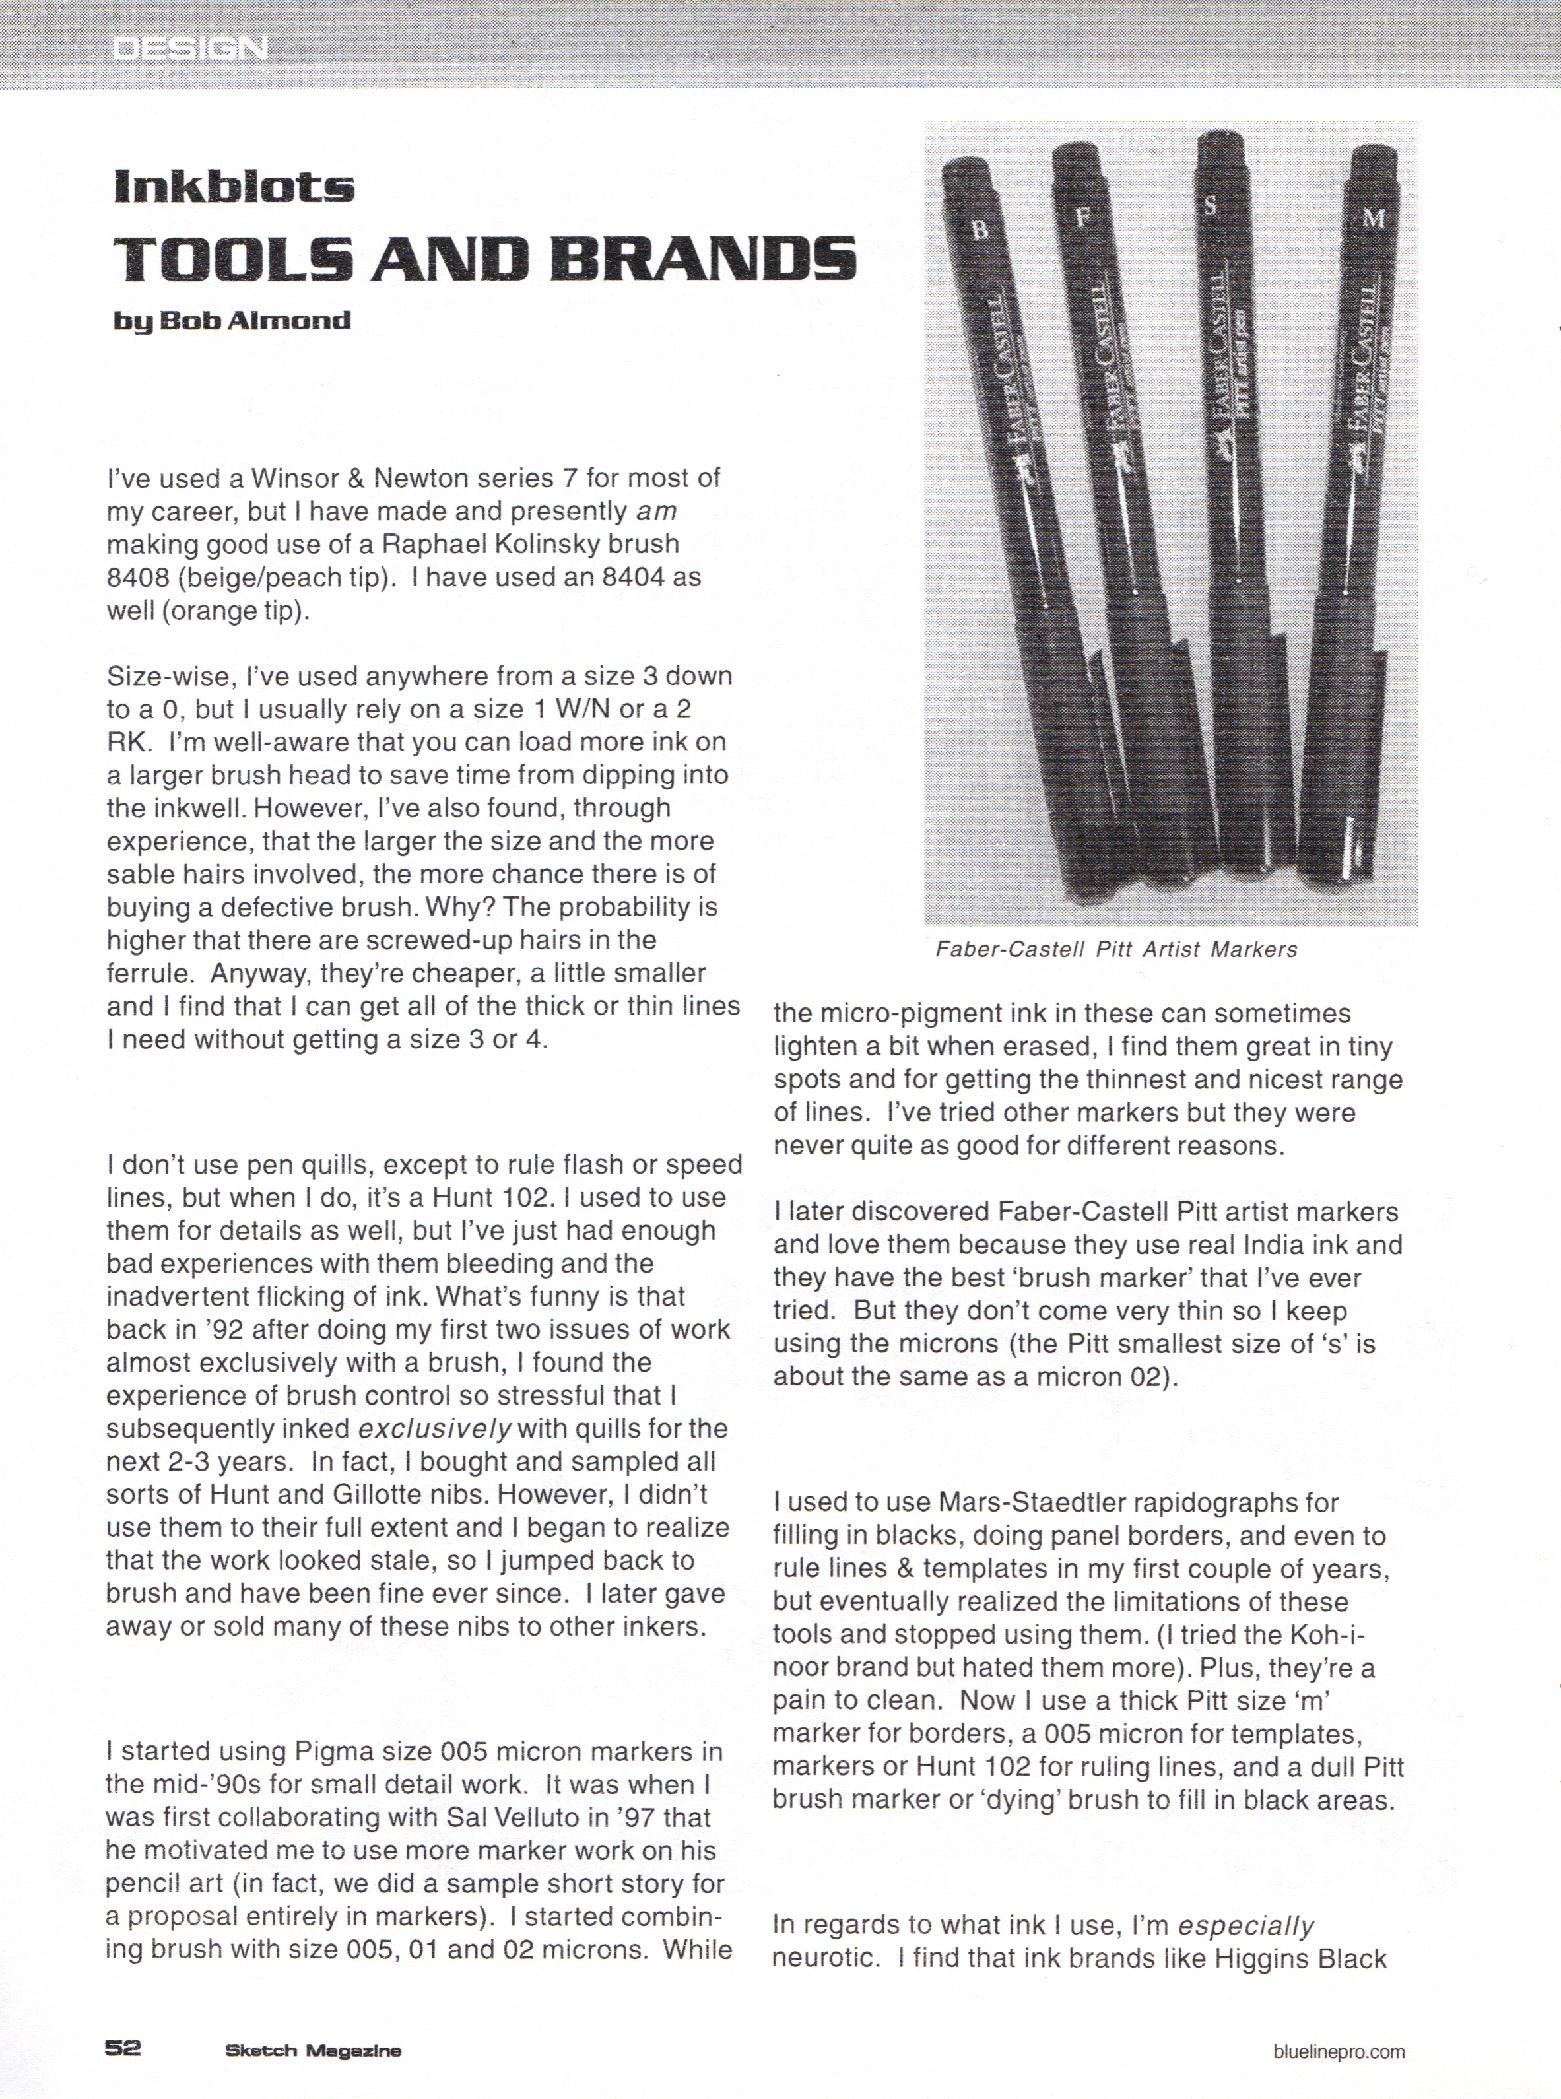 DESIGN
Inkblots
TOOLS AND BRANDS
by Bob Almond
I've used a Winsor & Newton series 7 for most of
my career, but I have made and presently am
making good use of a Raphael Kolinsky brush
8408 (beige/peach tip).  I have used an 8404 as
well (orange tip).
Size-wise, I've used anywhere from a size 3 down
to a 0, but I usually rely on a size 1 W/N or a 2
RK.  I'm well-aware that you can load more ink on
a larger brush head to save time from dipping into
the inkwell. However, I've also found, through
experience, that the larger the size and the more
sable hairs involved, the more chance there is of
buying a defective brush. Why? The probability is
higher that there are screwed-up hairs in the
ferrule.  Anyway, they're cheaper, a little smaller
and I find that I can get all of the thick or thin lines
I need without getting a size 3 or 4.
I don't use pen quills, except to rule flash or speed
lines, but when I do, it's a Hunt 102. I used to use
them for details as well, but I've just had enough
bad experiences with them bleeding and the
inadvertent flicking of ink. What's funny is that
back in '92 after doing my first two issues of work
almost exclusively with a brush, I found the
experience of brush control so stressful that I
subsequently inked exclusively with quills for the
next 2-3 years.  In fact, I bought and sampled all
sorts of Hunt and Gillotte nibs. However, I didn't
use them to their full extent and I began to realize
that the work looked stale, so I jumped back to
brush and have been fine ever since.  I later gave
away or sold many of these nibs to other inkers.
I started using Pigma size 005 micron markers in
the mid-'90s for small detail work.  It was when I
was first collaborating with Sal Velluto in '97 that
he motivated me to use more marker work on his
pencil art (in fact, we did a sample short story for
a proposal entirely in markers).  I started combin-
ing brush with size 005, 01 and 02 microns.  While
B
F
S
M
FABER-CASTELL
PITT artist pen
FABER-CASTELL
PITT artist pen
FABER-CASTELL
PITT artist pen
FABER-CASTELL
PITT artist pen
Faber-Castell Pitt Artist Markers
the micro-pigment ink in these can sometimes
lighten a bit when erased, I find them great in tiny
spots and for getting the thinnest and nicest range
of lines.  I've tried other markers but they were
never quite as good for different reasons.
I later discovered Faber-Castell Pitt artist markers
and love them because they use real India ink and
they have the best 'brush marker' that I've ever
tried.  But they don't come very thin so I keep
using the microns (the Pitt smallest size of 's' is
about the same as a micron 02).
I used to use Mars-Staedtler rapidographs for
filling in blacks, doing panel borders, and even to
rule lines & templates in my first couple of years,
but eventually realized the limitations of these
tools and stopped using them. (I tried the Koh-i-
noor brand but hated them more). Plus, they're a
pain to clean.  Now I use a thick Pitt size 'm'
marker for borders, a 005 micron for templates,
markers or Hunt 102 for ruling lines, and a dull Pitt
brush marker or 'dying' brush to fill in black areas.
In regards to what ink I use, I'm especially
neurotic.  I find that ink brands like Higgins Black
52
Sketch Magazine
bluelinepro.com